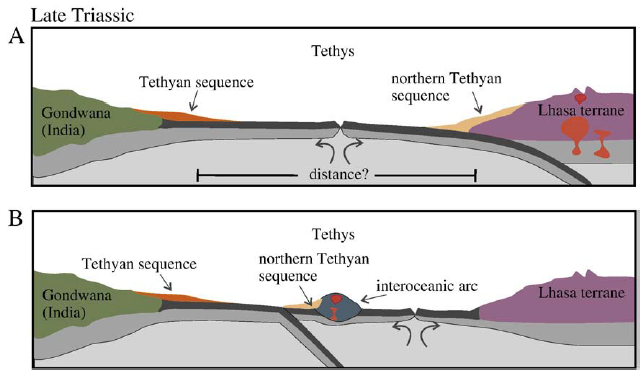 Late Triassic
A
Tethys
Tethyan sequence
northern Tethyan
sequence
Gondwana
(India)
Lhasa terrane
distance?
B
Tethys
Tethyan sequence
northern Tethyan
sequence
interoceanic arc
Gondwana
(India)
Lhasa terrane